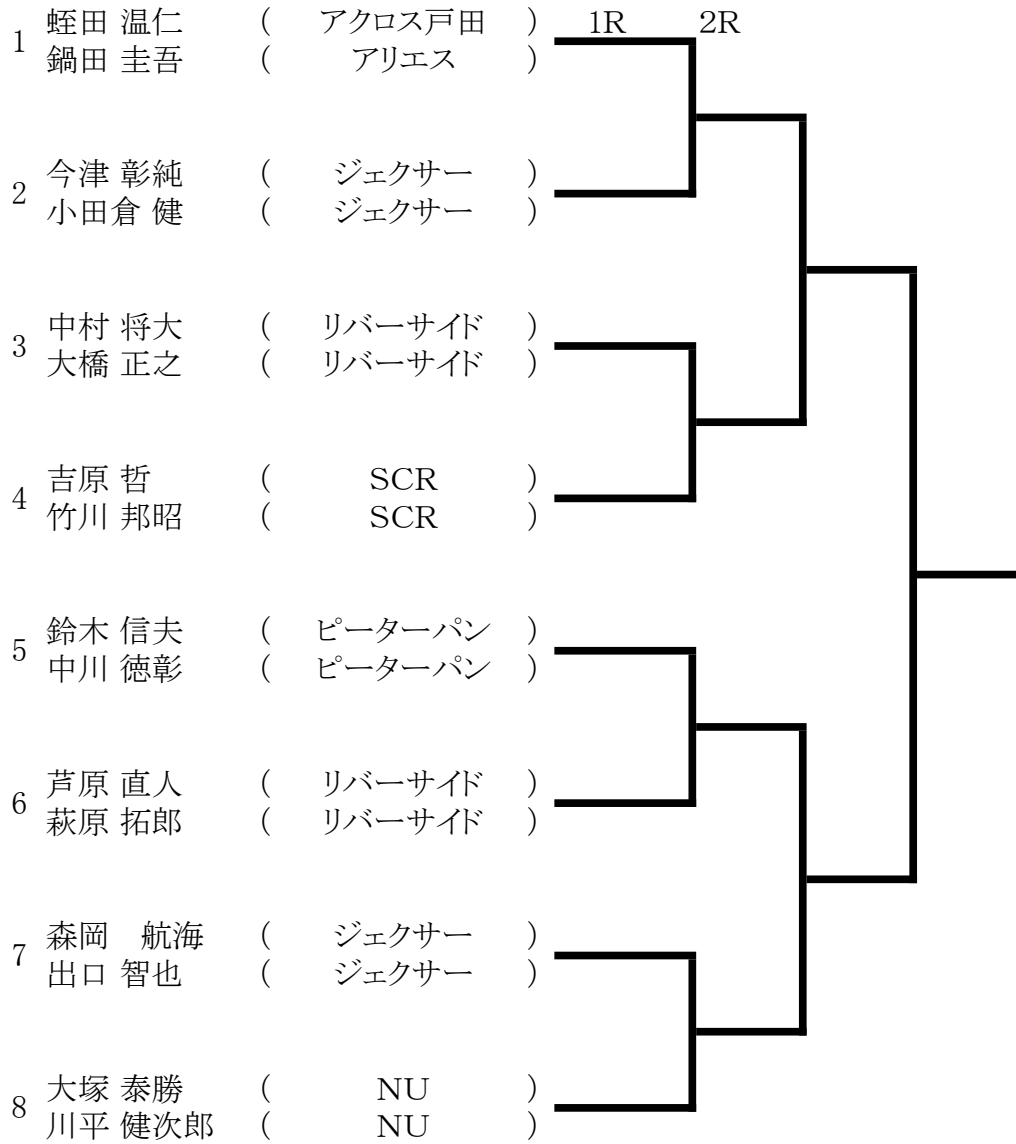 蛭田 温仁 ( アクロス戸田 ) 1R 2R
1
鍋田 圭吾 ( アリエス )
今津 彰純 ( ジェクサー )
2
小田倉 健 ( ジェクサー )
中村 将大 ( リバーサイド )
3
大橋 正之 ( リバーサイド )
吉原 哲 ( SCR )
4
竹川 邦昭 ( SCR )
鈴木 信夫 ( ピーターパン )
5
中川 徳彰 ( ピーターパン )
芦原 直人 ( リバーサイド )
6
萩原 拓郎 ( リバーサイド )
森岡　航海 ( ジェクサー )
7
出口 智也 ( ジェクサー )
大塚 泰勝 ( NU )
8
川平 健次郎 ( NU )